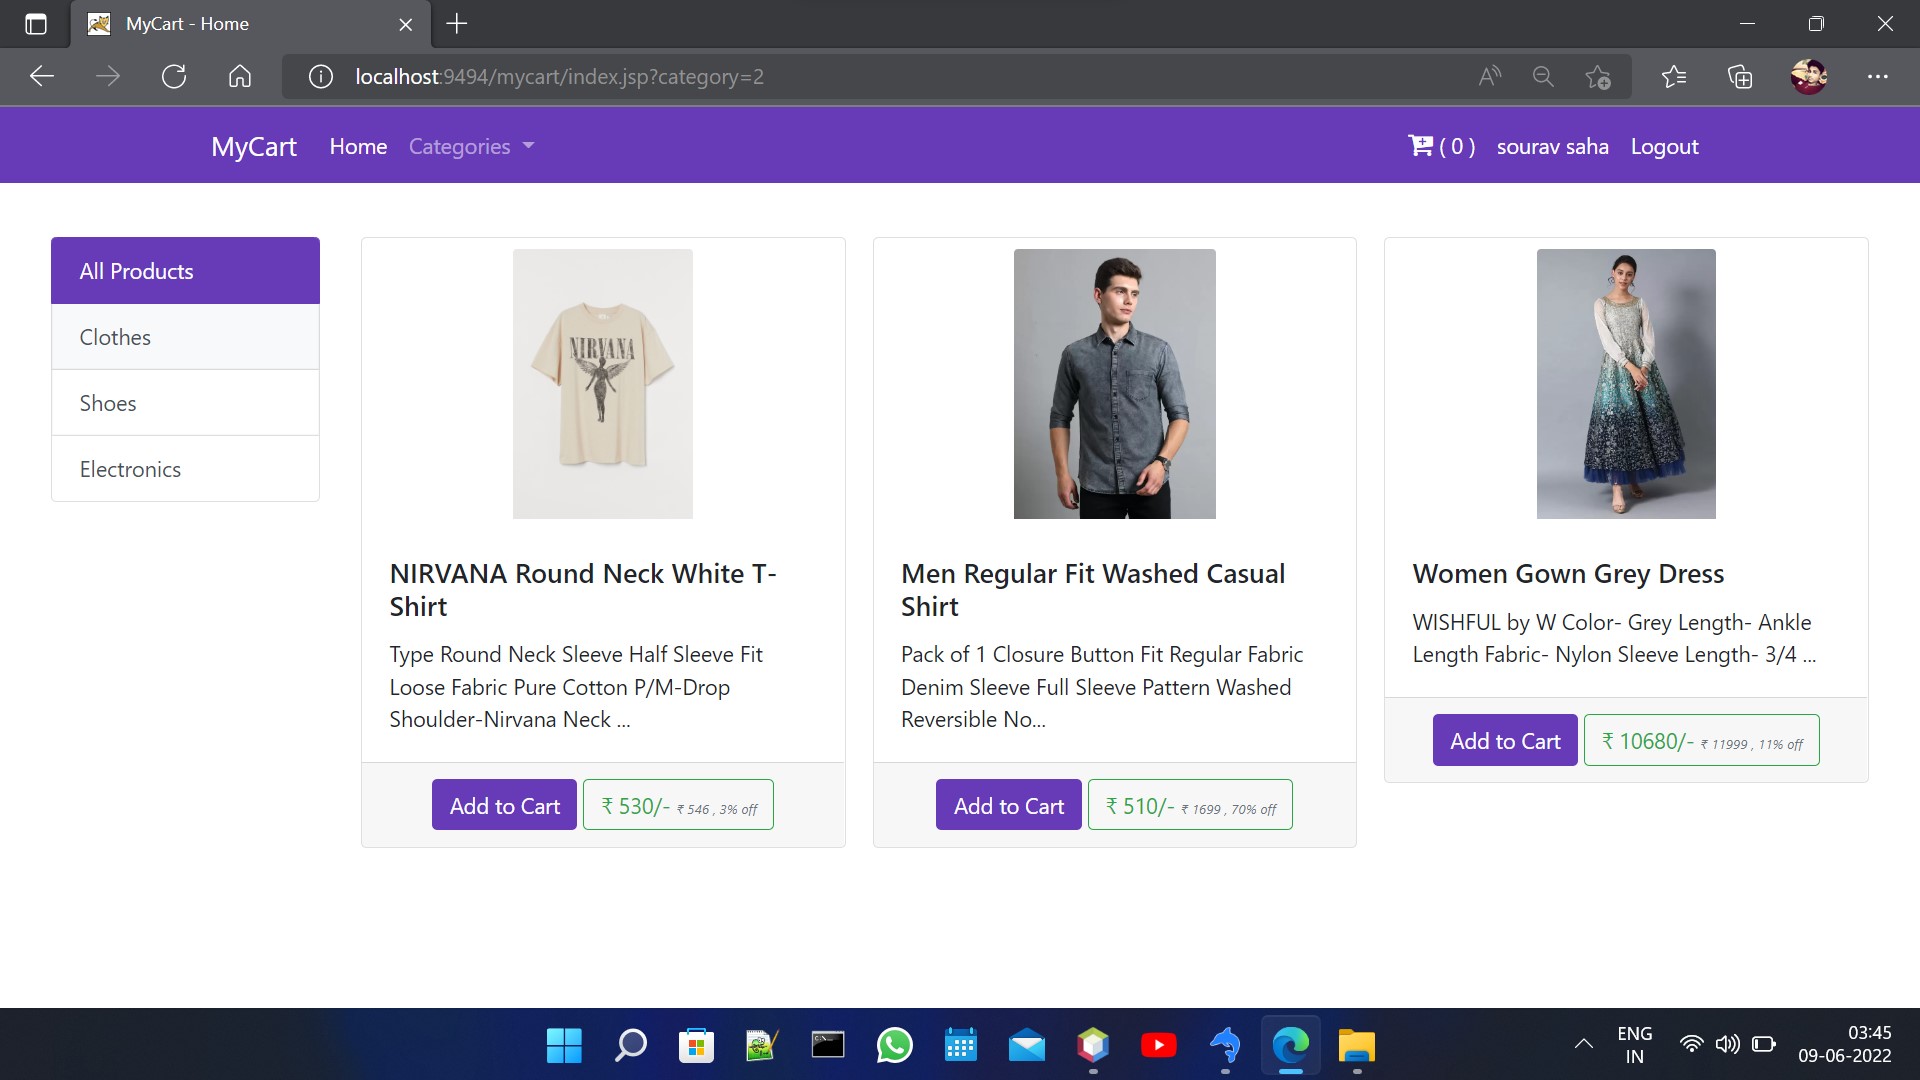 MyCart - Home
localhost:9494/mycart/index.jsp?category=2
MyCart Home Categories ( 0 ) sourav saha Logout
All Products
Clothes
Shoes
Electronics
NIRVANA
NIRVANA Round Neck White T-
Shirt
Type Round Neck Sleeve Half Sleeve Fit
Loose Fabric Pure Cotton P/M-Drop
Shoulder-Nirvana Neck ...
Add to Cart ₹ 530/- ₹ 546 , 3% off
Men Regular Fit Washed Casual
Shirt
Pack of 1 Closure Button Fit Regular Fabric
Denim Sleeve Full Sleeve Pattern Washed
Reversible No...
Add to Cart ₹ 510/- ₹ 1699 , 70% off
Women Gown Grey Dress
WISHFUL by W Color- Grey Length- Ankle
Length Fabric- Nylon Sleeve Length- 3/4 ...
Add to Cart ₹ 10680/- ₹ 11999 , 11% off
ENG
IN
03:45
09-06-2022